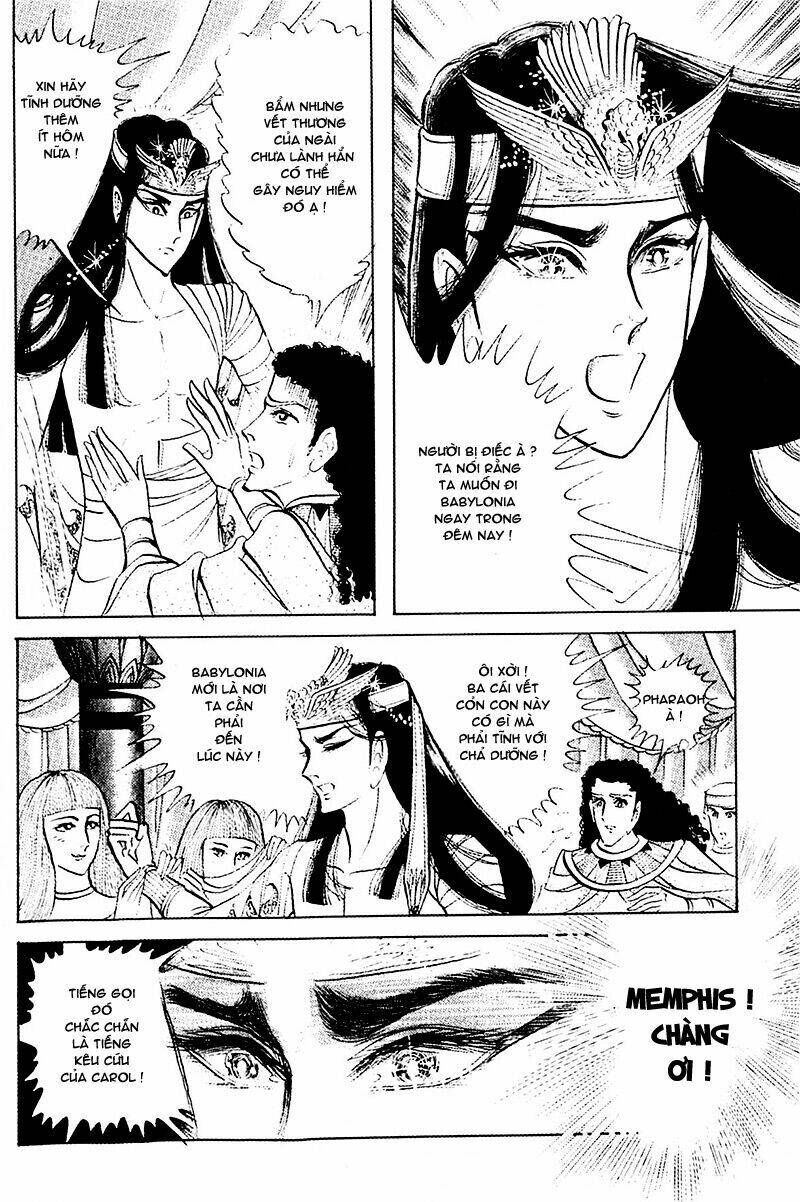 XIN HÃY
TĨNH DƯỠNG
THÊM
ÍT HÔM
NỮA !
BẨM NHƯNG
VẾT THƯƠNG
CỦA NGÀI
CHƯA LÀNH HẲN
CÓ THỂ
GÂY NGUY HIỂM
ĐÓ Ạ !
NGƯỜI BỊ ĐIẾC À ?
TA NÓI RẰNG
TA MUỐN ĐI
BABYLONIA
NGAY TRONG
ĐÊM NAY !
BABYLONIA
MỚI LÀ NƠI
TA CẦN
PHẢI
ĐẾN
LÚC NÀY !
ÔI XỜI !
BA CÁI VẾT
CỎN CON NÀY
CÓ GÌ MÀ
PHẢI TĨNH VỚI
CHẢ DƯỠNG !
PHARAOH
À !
TIẾNG GỌI
ĐÓ
CHẮC CHẮN
LÀ TIẾNG
KÊU CỨU
CỦA CAROL !
MEMPHIS !
CHÀNG
ƠI !